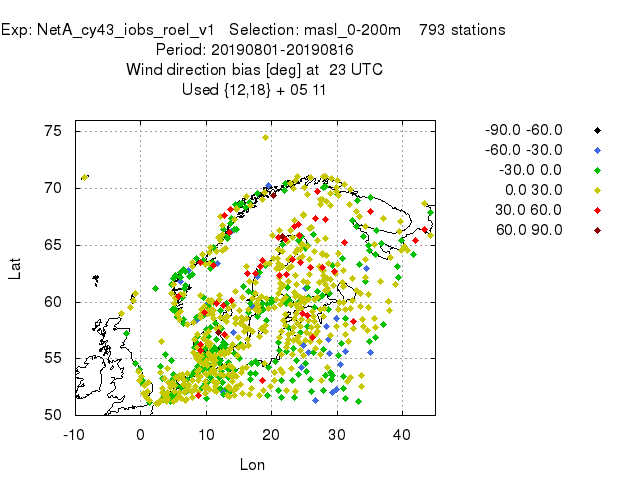 Exp: NetA_cy43_iobs_roel_v1 Selection: masl_0-200m 793 stations
Period: 20190801-20190816
Wind direction bias [deg] at 23 UTC
Used {12,18} + 05 11
-90.0 -60.0
-60.0 -30.0
-30.0 0.0
0.0 30.0
30.0 60.0
60.0 90.0
75
70
65
60
55
50
Lat
-10 0 10 20 30 40
Lon